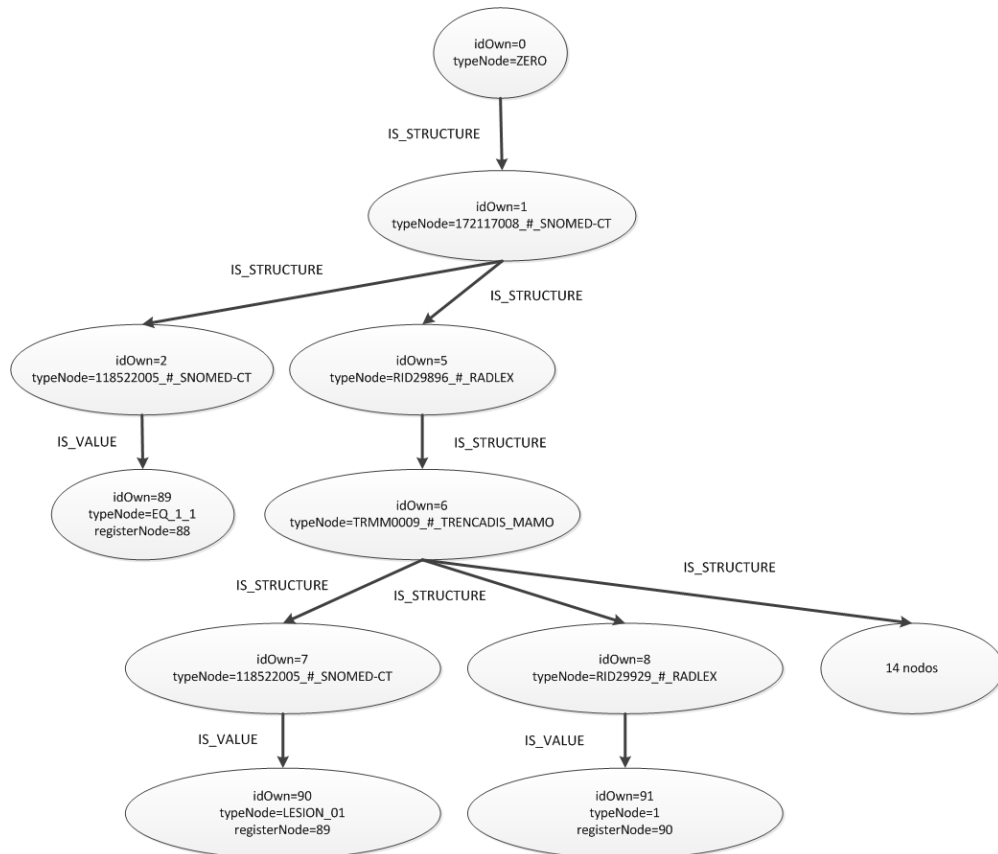 idOwn=0
typeNode=ZERO
IS_STRUCTURE
idOwn=1
typeNode=172117008_#_SNOMED-CT
IS_STRUCTURE
IS_STRUCTURE
idOwn=2
typeNode=118522005_#_SNOMED-CT
idOwn=5
typeNode=RID29896_#_RADLEX
IS_VALUE
IS_STRUCTURE
idOwn=89
typeNode=EQ_1_1
registerNode=88
idOwn=6
typeNode=TRMM0009_#_TRENCADIS_MAMO
IS_STRUCTURE
IS_STRUCTURE
IS_STRUCTURE
idOwn=7
typeNode=118522005_#_SNOMED-CT
idOwn=8
typeNode=RID29929_#_RADLEX
14 nodos
IS_VALUE
IS_VALUE
idOwn=90
typeNode=LESION_01
registerNode=89
idOwn=91
typeNode=1
registerNode=90